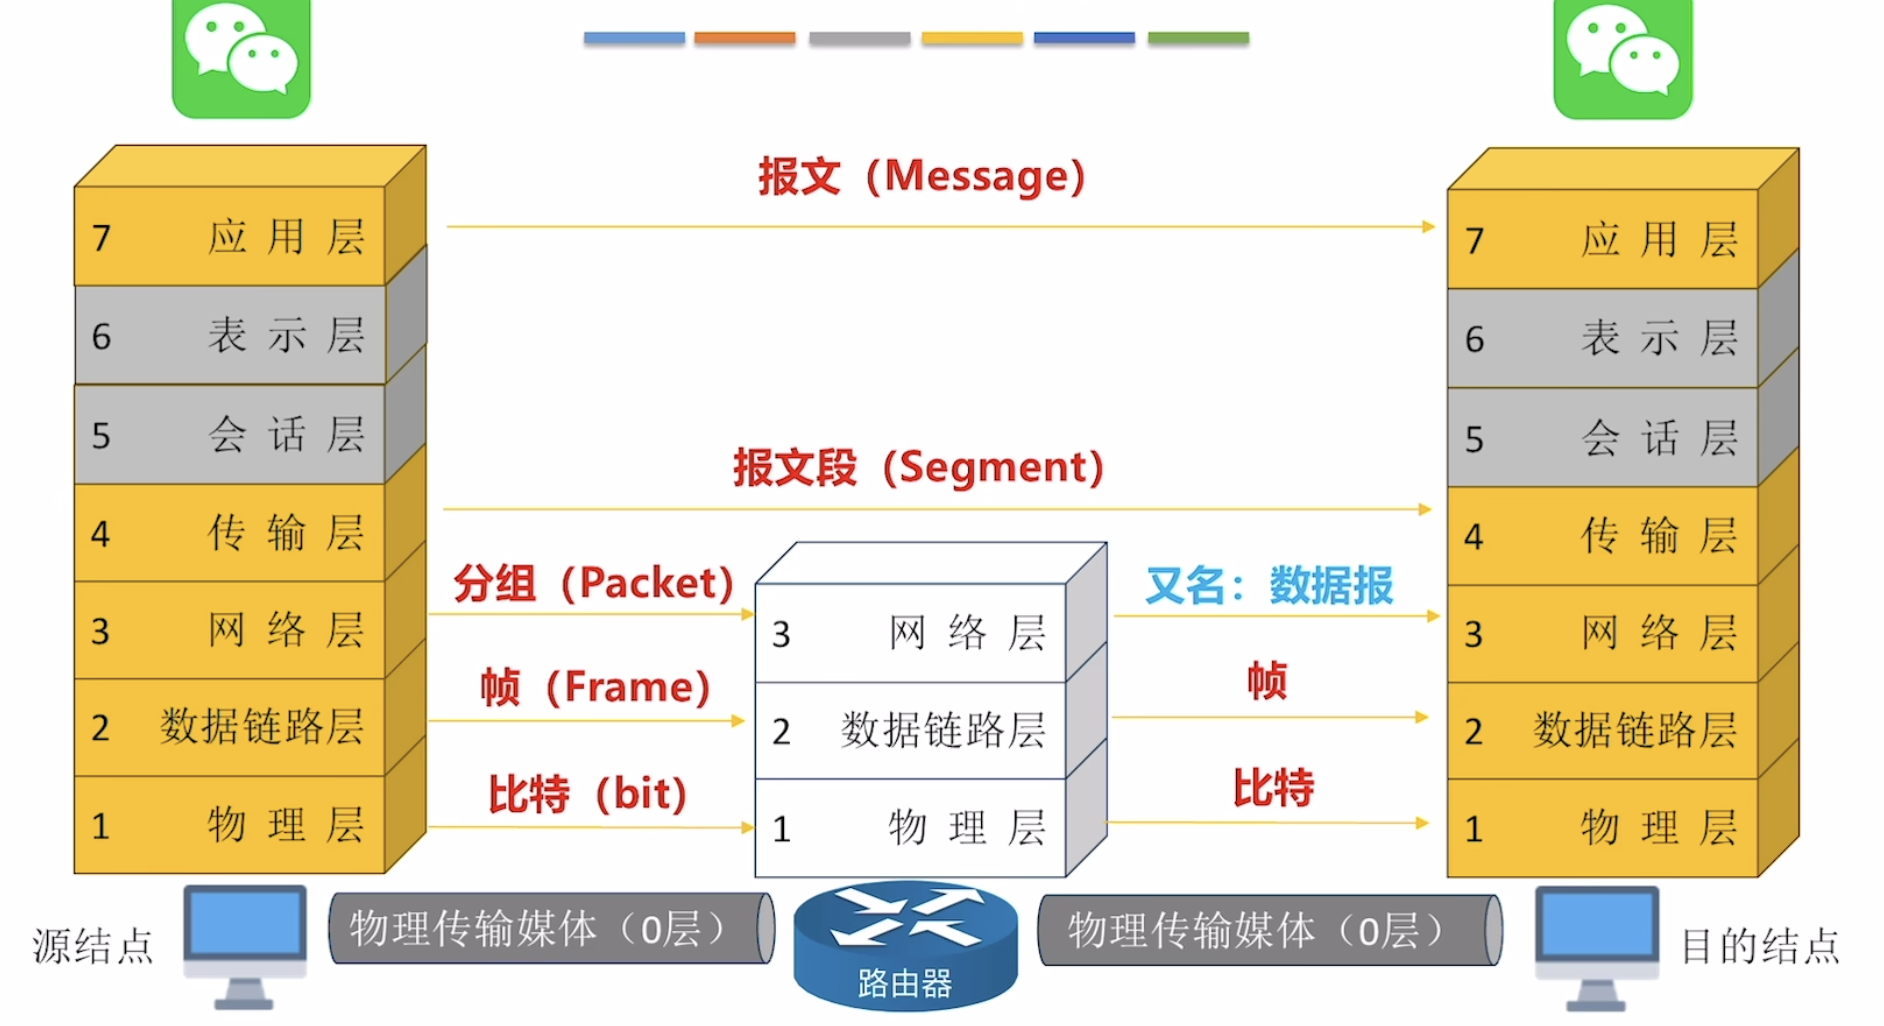 报文（Message）
7 应用层
6 表示层
5 会话层
4 传输层
3 网络层
2 数据链路层
1 物理层
报文段（Segment）
分组（Packet）
帧（Frame）
比特（bit）
3 网络层
2 数据链路层
1 物理层
又名：数据报
帧
比特
7 应用层
6 表示层
5 会话层
4 传输层
3 网络层
2 数据链路层
1 物理层
源结点
物理传输媒体（0层）
路由器
物理传输媒体（0层）
目的结点